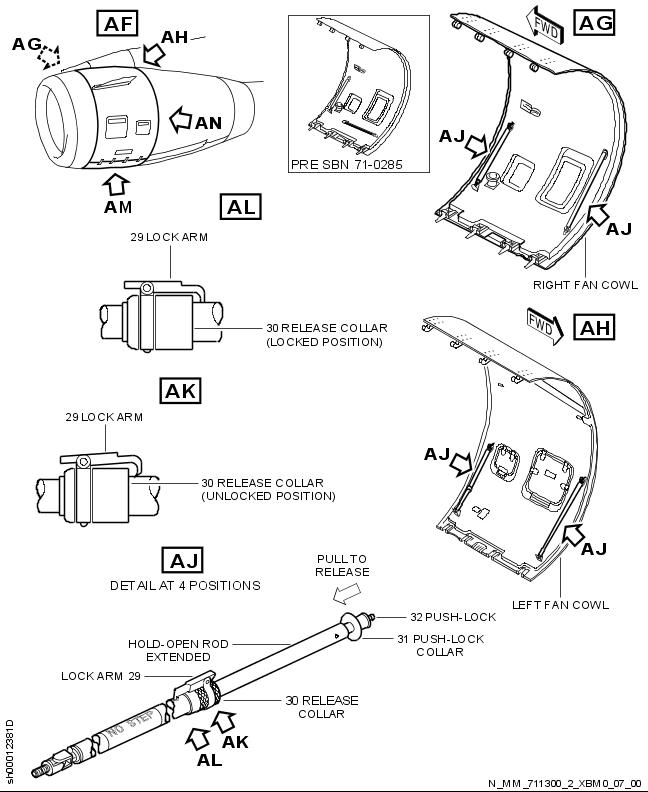 AF
AG
AH
AN
AM
PRE SBN 71-0285
FWD
AG
AJ
AJ
RIGHT FAN COWL
AL
29 LOCK ARM
30 RELEASE COLLAR
(LOCKED POSITION)
FWD
AH
AJ
AJ
LEFT FAN COWL
AK
29 LOCK ARM
30 RELEASE COLLAR
(UNLOCKED POSITION)
AJ
DETAIL AT 4 POSITIONS
PULL TO
RELEASE
32 PUSH-LOCK
31 PUSH-LOCK
COLLAR
HOLD-OPEN ROD
EXTENDED
LOCK ARM 29
30 RELEASE
COLLAR
NO STEP
AK
AL
sh00012381D
N_MM_711300_2_XBM0_07_00